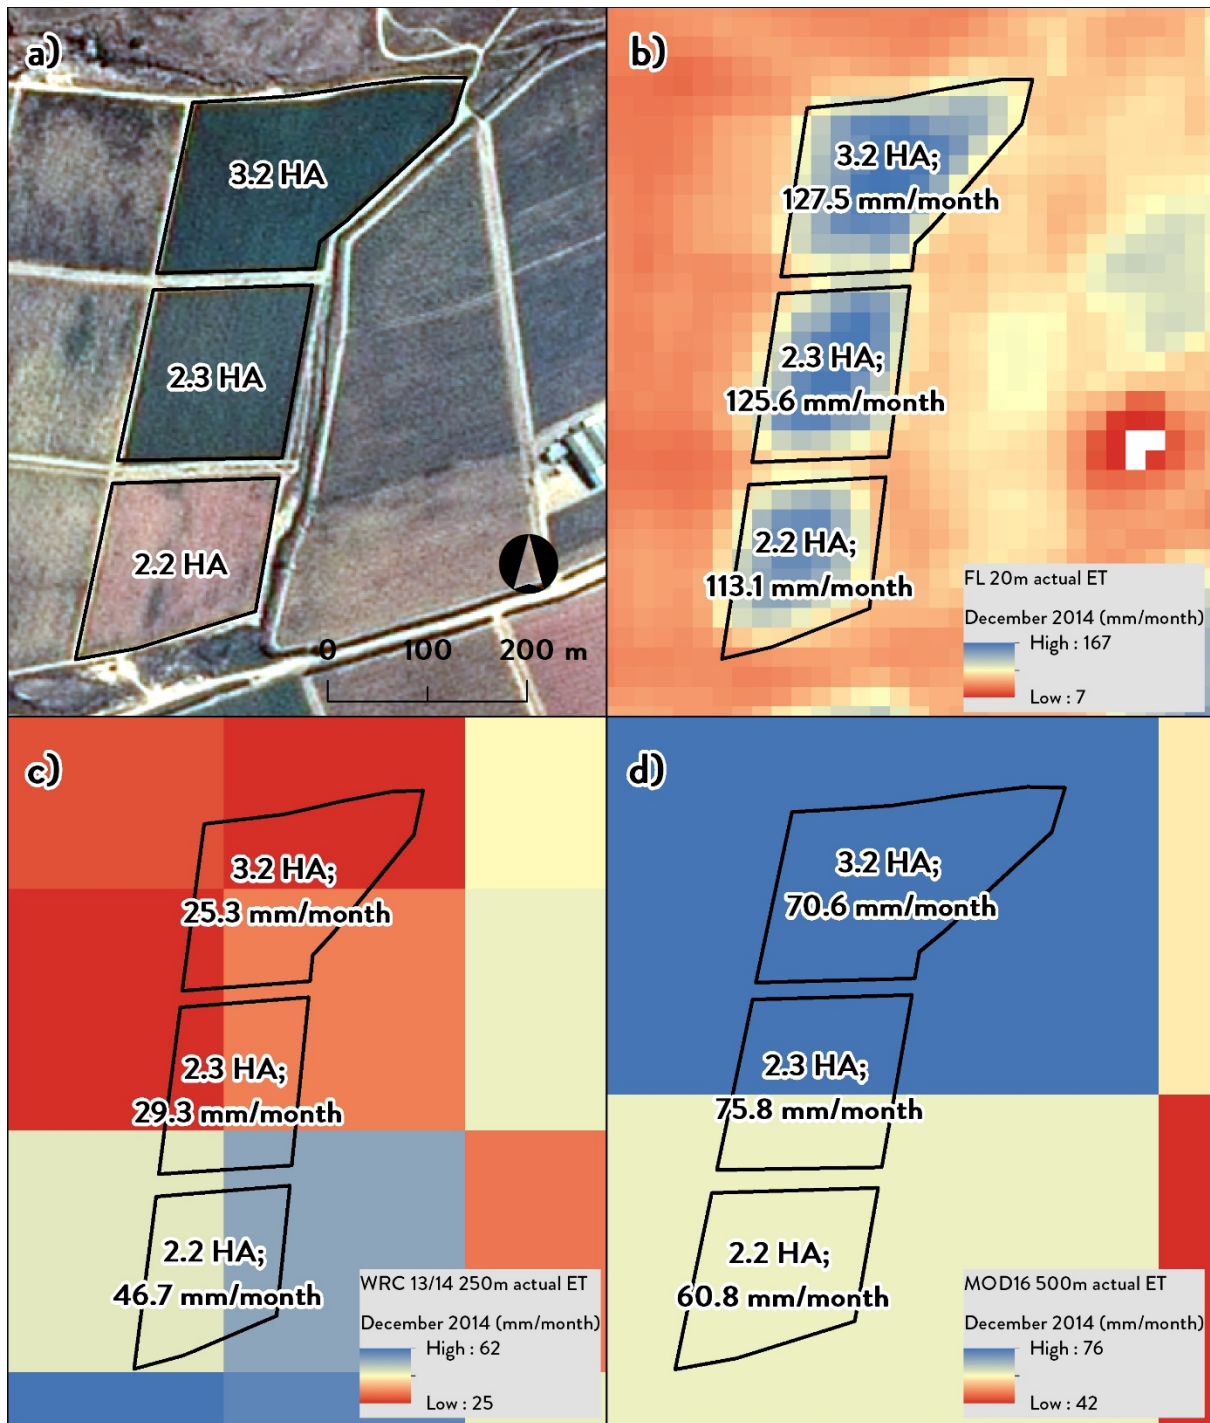 a)
3.2 HA
2.3 HA
2.2 HA
0 100 200 m
b)
3.2 HA;
127.5 mm/month
2.3 HA;
125.6 mm/month
2.2 HA;
113.1 mm/month
FL 20m actual ET
December 2014 (mm/month)
High : 167
Low : 7
c)
3.2 HA;
25.3 mm/month
2.3 HA;
29.3 mm/month
2.2 HA;
46.7 mm/month
WRC 13/14 250m actual ET
December 2014 (mm/month)
High : 62
Low : 25
d)
3.2 HA;
70.6 mm/month
2.3 HA;
75.8 mm/month
2.2 HA;
60.8 mm/month
MOD16 500m actual ET
December 2014 (mm/month)
High : 76
Low : 42